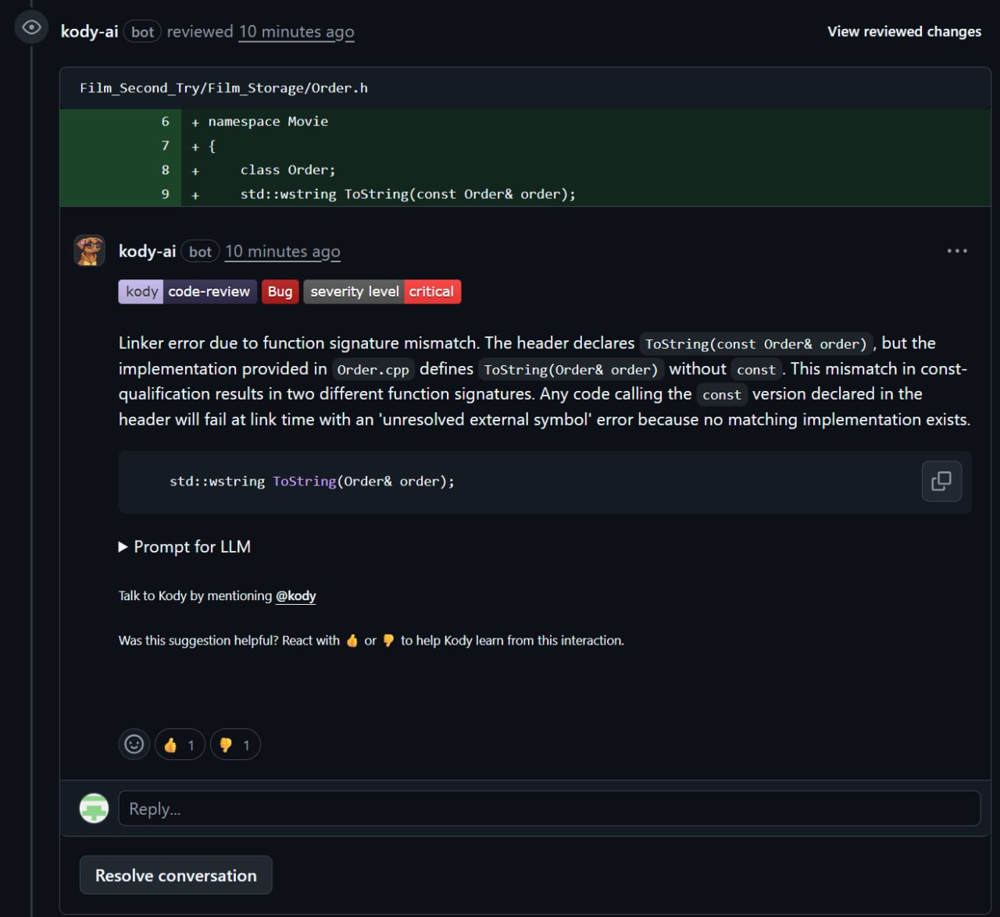 kody-ai bot reviewed 10 minutes ago View reviewed changes
Film_Second_Try/Film_Storage/Order.h
6 + namespace Movie
7 + {
8 +     class Order;
9 +     std::wstring ToString(const Order& order);
kody-ai bot 10 minutes ago
kody code-review Bug severity level critical
Linker error due to function signature mismatch. The header declares ToString(const Order& order), but the
implementation provided in Order.cpp defines ToString(Order& order) without const. This mismatch in const-
qualification results in two different function signatures. Any code calling the const version declared in the
header will fail at link time with an 'unresolved external symbol' error because no matching implementation exists.
std::wstring ToString(Order& order);
Prompt for LLM
Talk to Kody by mentioning @kody
Was this suggestion helpful? React with 👍 or 👎 to help Kody learn from this interaction.
👍 1 👎 1
Reply...
Resolve conversation